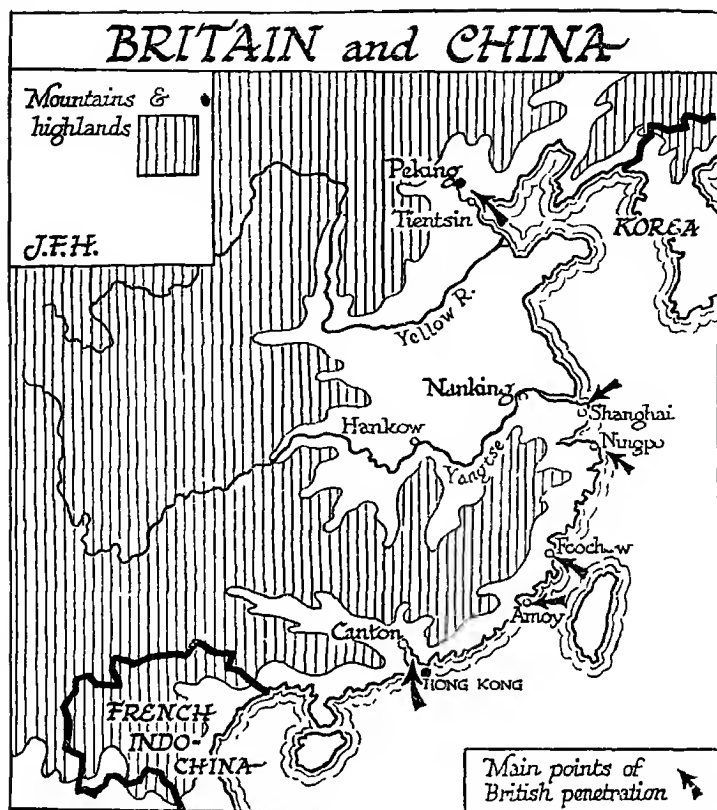 BRITAIN and CHINA
Mountains &
highlands
J.F.H.
Peking
Tientsin
KOREA
Yellow R.
Nanking
Shanghai
Hankow
Ningpo
Yangtse
Foochow
Amoy
Canton
HONG KONG
FRENCH
INDO-
CHINA
Main points of
British penetration